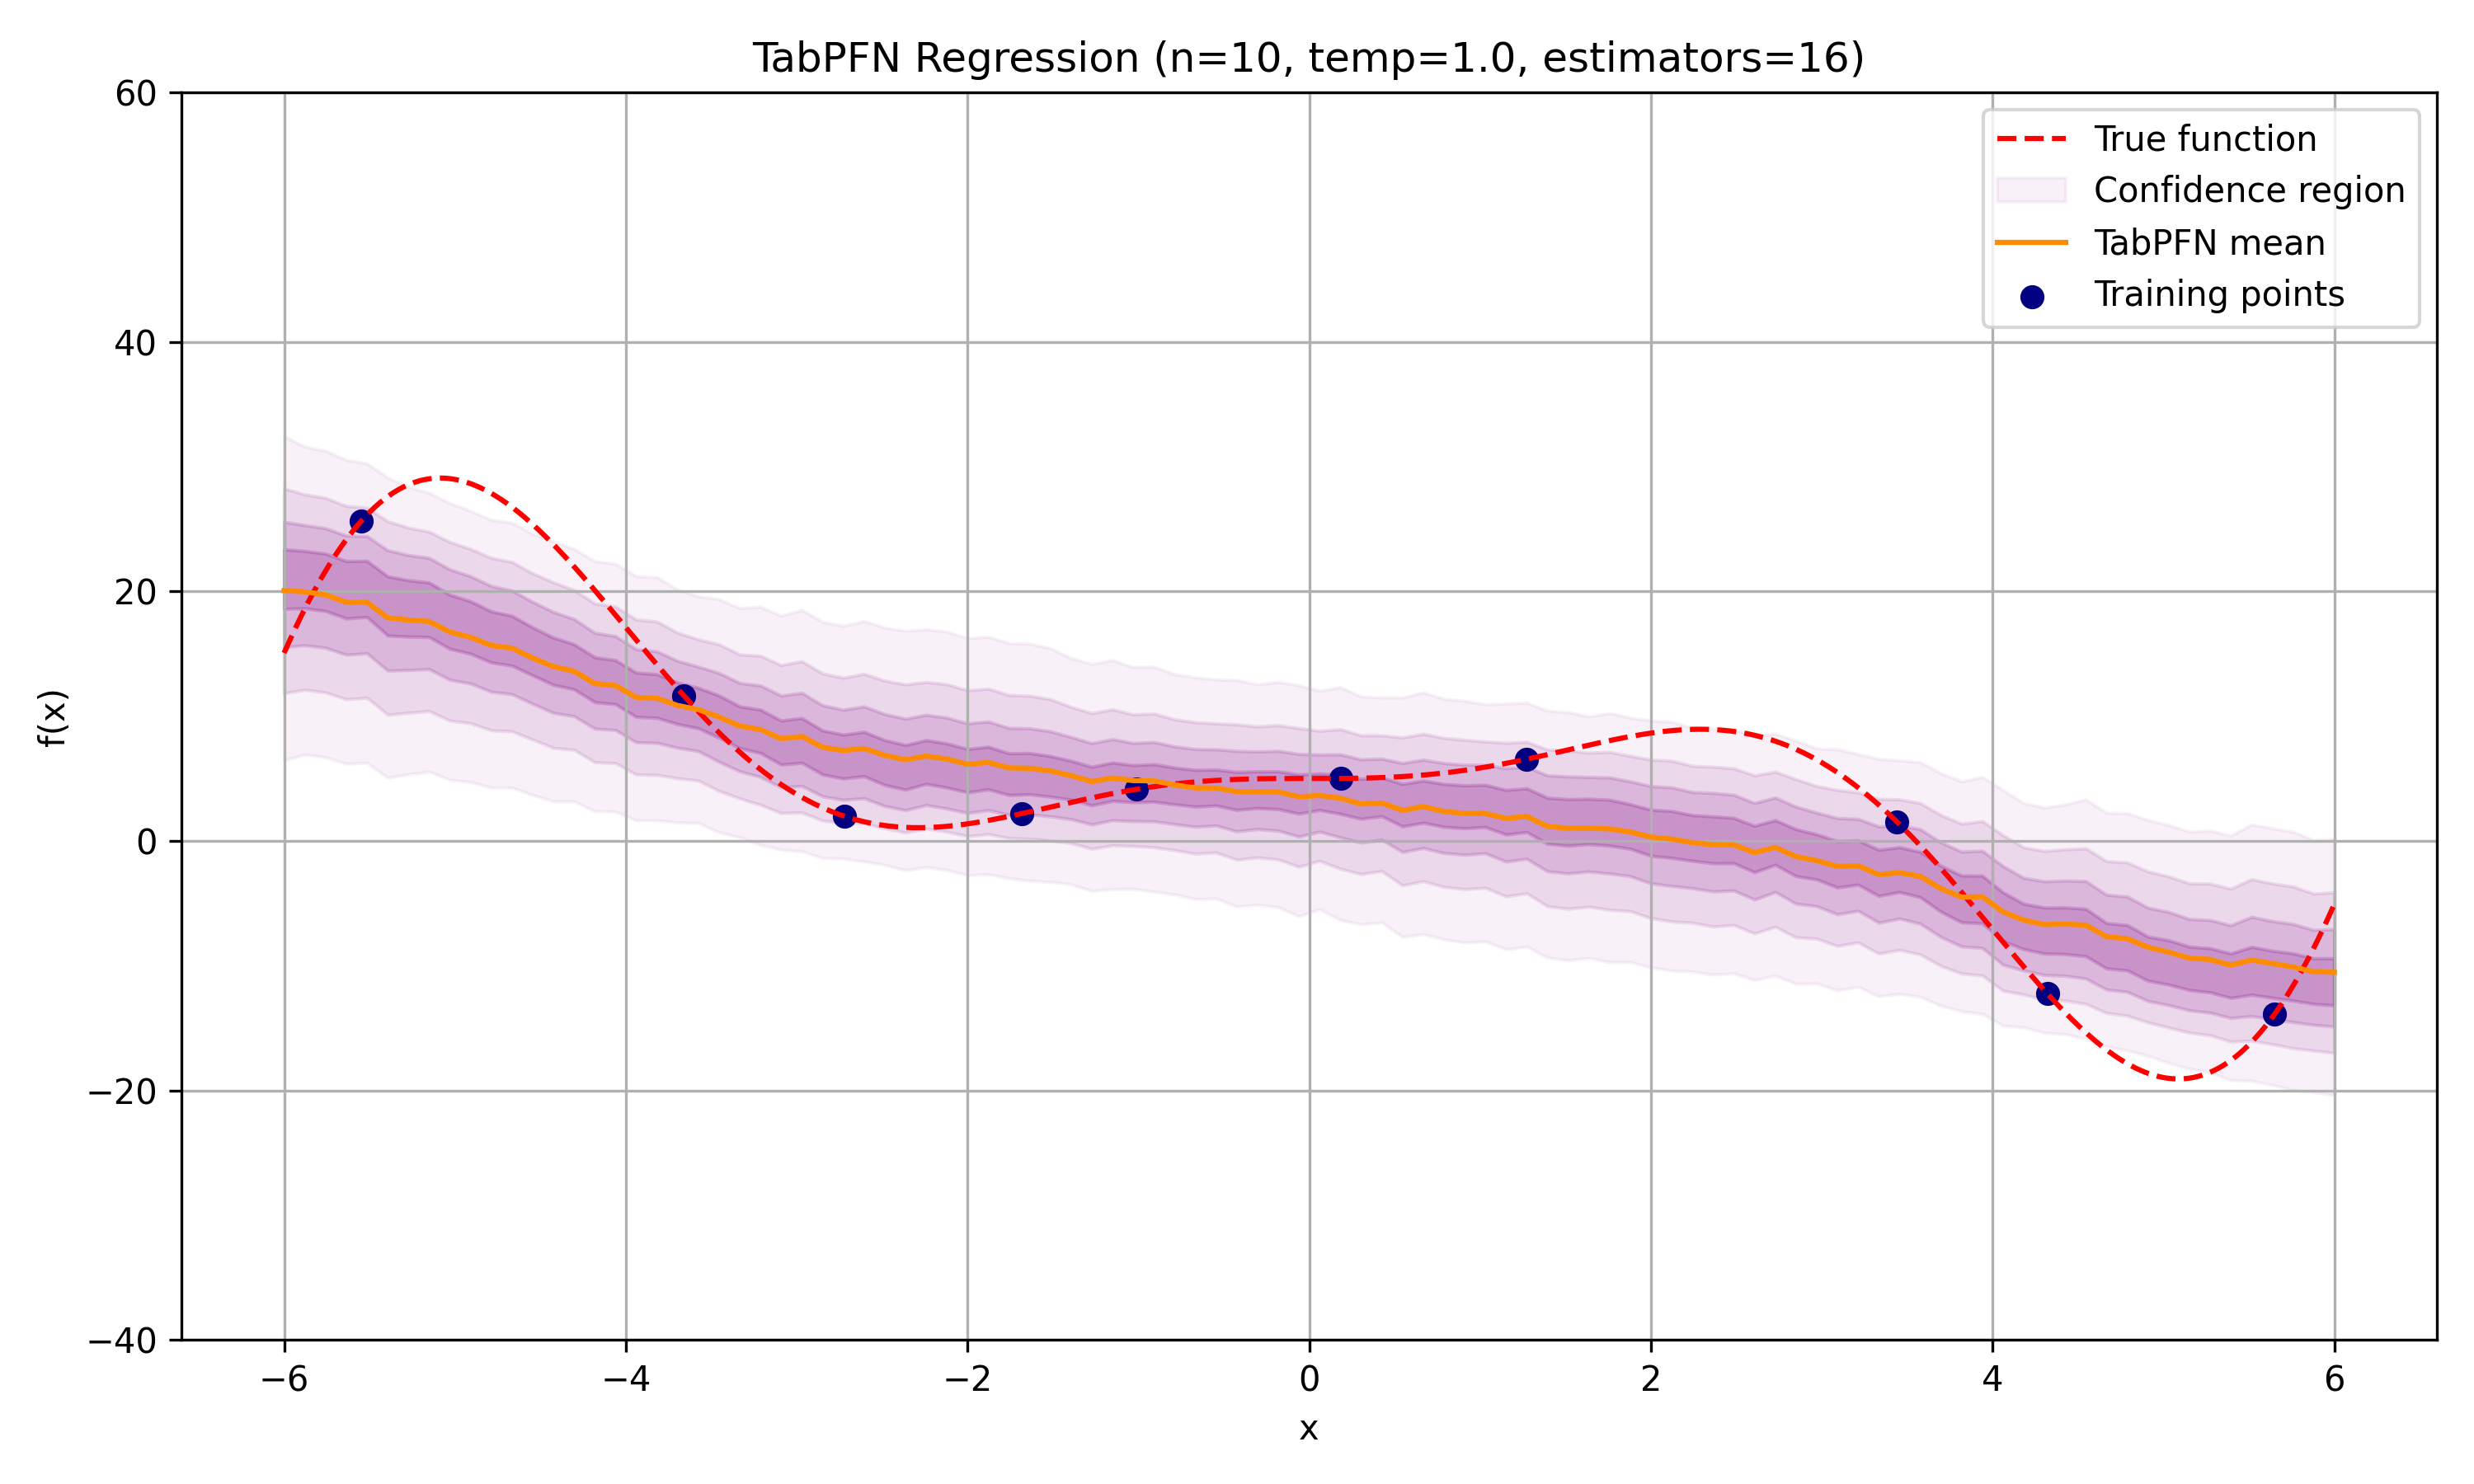 TabPFN Regression (n=10, temp=1.0, estimators=16)
60
40
20
0
−20
−40
f(x)
True function
Confidence region
TabPFN mean
Training points
−6
−4
−2
0
2
4
6
x